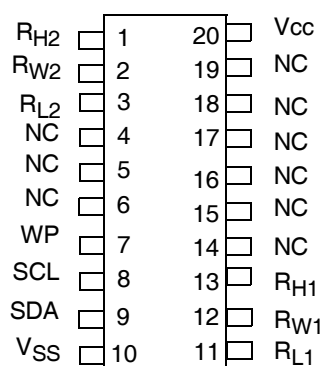 RH2 1 20 Vcc
RW2 2 19 NC
RL2 3 18 NC
NC 4 17 NC
NC 5 16 NC
NC 6 15 NC
WP 7 14 NC
SCL 8 13 RH1
SDA 9 12 RW1
VSS 10 11 RL1